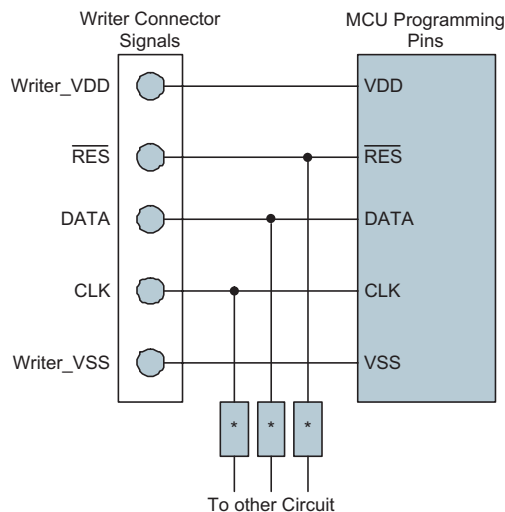 Writer Connector
Signals
MCU Programming
Pins
Writer_VDD
VDD
RES
RES
DATA
DATA
CLK
CLK
Writer_VSS
VSS
* * *
To other Circuit